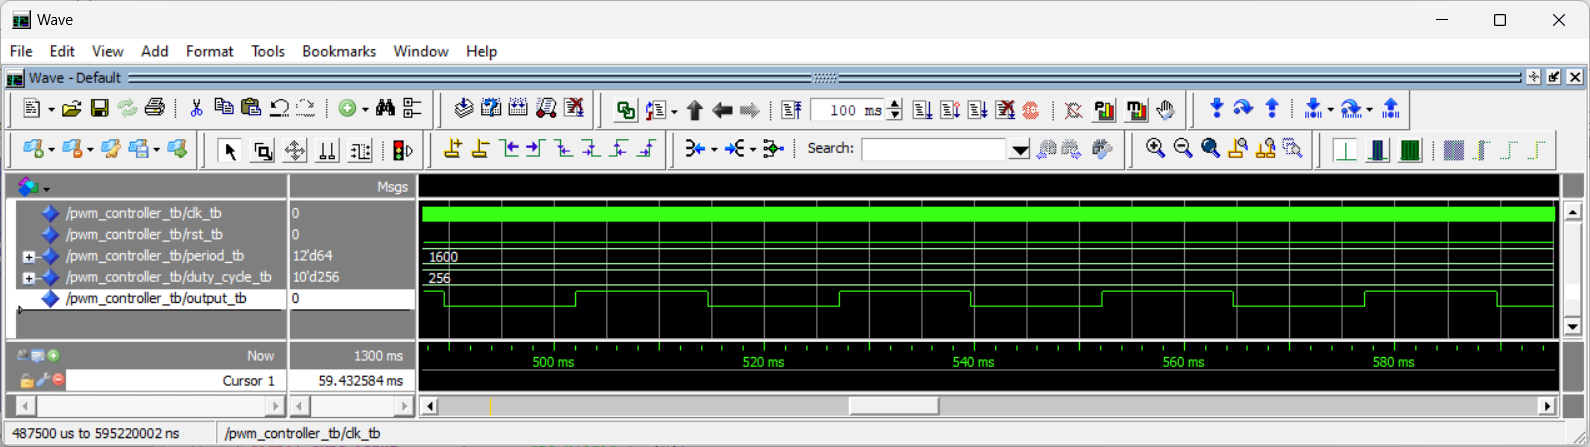 Wave
File Edit View Add Format Tools Bookmarks Window Help
Wave - Default
100 ms
Search:
Msgs
/pwm_controller_tb/clk_tb 0
/pwm_controller_tb/rst_tb 0
/pwm_controller_tb/period_tb 12'd64 1600
/pwm_controller_tb/duty_cycle_tb 10'd256 256
/pwm_controller_tb/output_tb 0
Now 1300 ms 500 ms 520 ms 540 ms 560 ms 580 ms
Cursor 1 59.432584 ms
487500 us to 595220002 ns /pwm_controller_tb/clk_tb